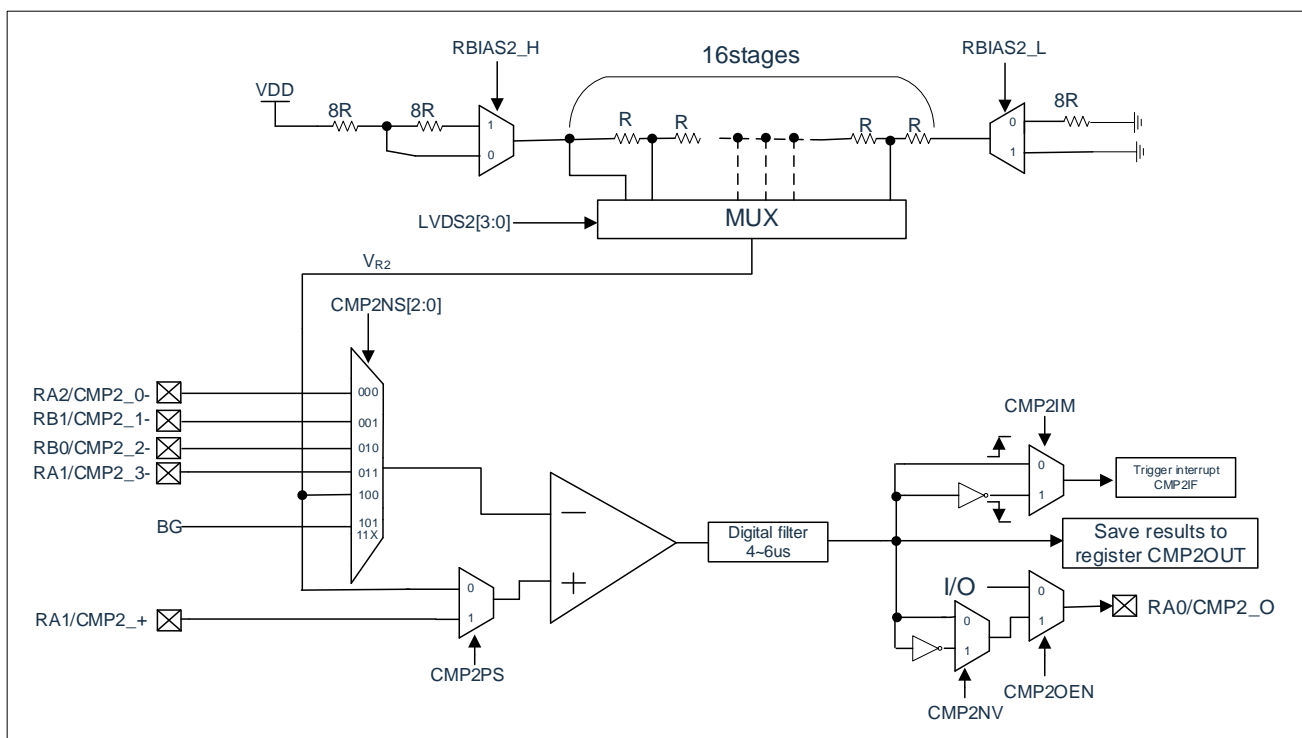 RBIAS2_H
RBIAS2_L
16stages
VDD
8R
8R
8R
1
0
R
R
R
R
0
1
LVDS2[3:0]
MUX
VR2
CMP2NS[2:0]
RA2/CMP2_0-
000
RB1/CMP2_1-
001
RB0/CMP2_2-
010
RA1/CMP2_3-
011
100
BG
101
11X
RA1/CMP2_+
0
1
CMP2PS
Digital filter
4~6us
CMP2IM
0
1
Trigger interrupt
CMP2IF
Save results to
register CMP2OUT
I/O
0
1
0
1
RA0/CMP2_O
CMP2OEN
CMP2NV